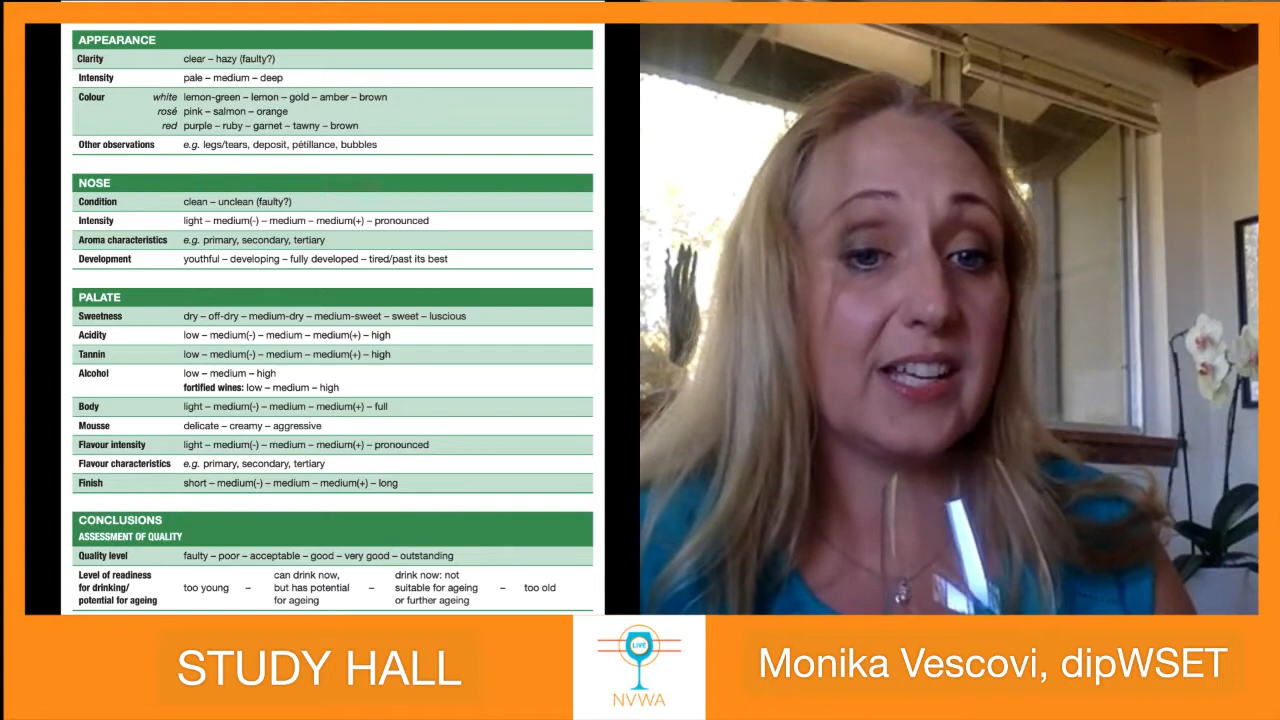 APPEARANCE
Clarity clear – hazy (faulty?)
Intensity pale – medium – deep
Colour white lemon-green – lemon – gold – amber – brown
rosé pink – salmon – orange
red purple – ruby – garnet – tawny – brown
Other observations e.g. legs/tears, deposit, pétillance, bubbles
NOSE
Condition clean – unclean (faulty?)
Intensity light – medium(-) – medium – medium(+) – pronounced
Aroma characteristics e.g. primary, secondary, tertiary
Development youthful – developing – fully developed – tired/past its best
PALATE
Sweetness dry – off-dry – medium-dry – medium-sweet – sweet – luscious
Acidity low – medium(-) – medium – medium(+) – high
Tannin low – medium(-) – medium – medium(+) – high
Alcohol low – medium – high
fortified wines: low – medium – high
Body light – medium(-) – medium – medium(+) – full
Mousse delicate – creamy – aggressive
Flavour intensity light – medium(-) – medium – medium(+) – pronounced
Flavour characteristics e.g. primary, secondary, tertiary
Finish short – medium(-) – medium – medium(+) – long
CONCLUSIONS
ASSESSMENT OF QUALITY
Quality level faulty – poor – acceptable – good – very good – outstanding
Level of readiness can drink now, drink now: not
for drinking/ too young – but has potential – suitable for ageing – too old
potential for ageing for ageing or further ageing
STUDY HALL
LIVE
NVWA
Monika Vescovi, dipWSET